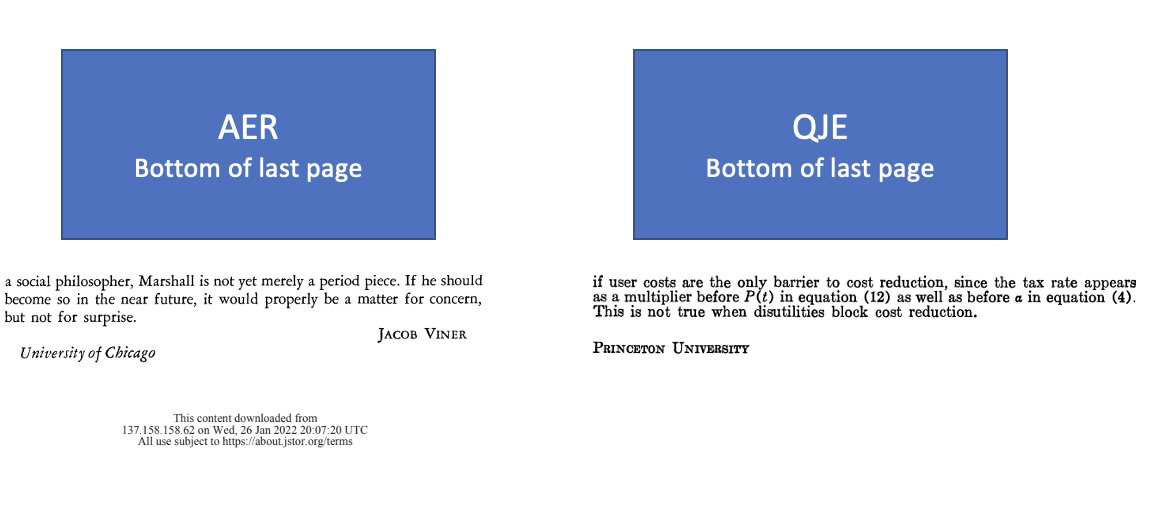 AER
Bottom of last page
a social philosopher, Marshall is not yet merely a period piece. If he should
become so in the near future, it would properly be a matter for concern,
but not for surprise.
JACOB VINER
University of Chicago
This content downloaded from
137.158.158.62 on Wed, 26 Jan 2022 20:07:20 UTC
All use subject to https://about.jstor.org/terms
QJE
Bottom of last page
if user costs are the only barrier to cost reduction, since the tax rate appears
as a multiplier before P(t) in equation (12) as well as before a in equation (4).
This is not true when disutilities block cost reduction.
PRINCETON UNIVERSITY